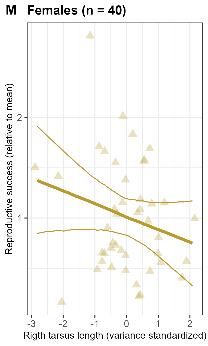 M Females (n = 40)
Reproductive success (relative to mean)
2
1
-3 -2 -1 0 1 2
Rigth tarsus length (variance standardized)